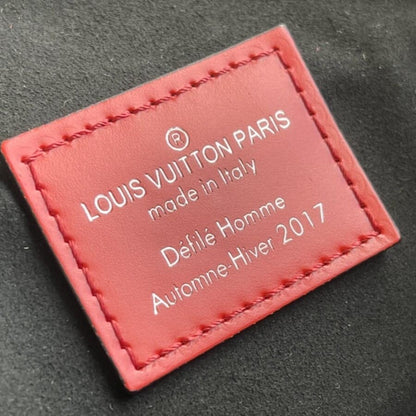 ®
LOUIS VUITTON PARIS
made in Italy
Défilé Homme
Automne-Hiver 2017